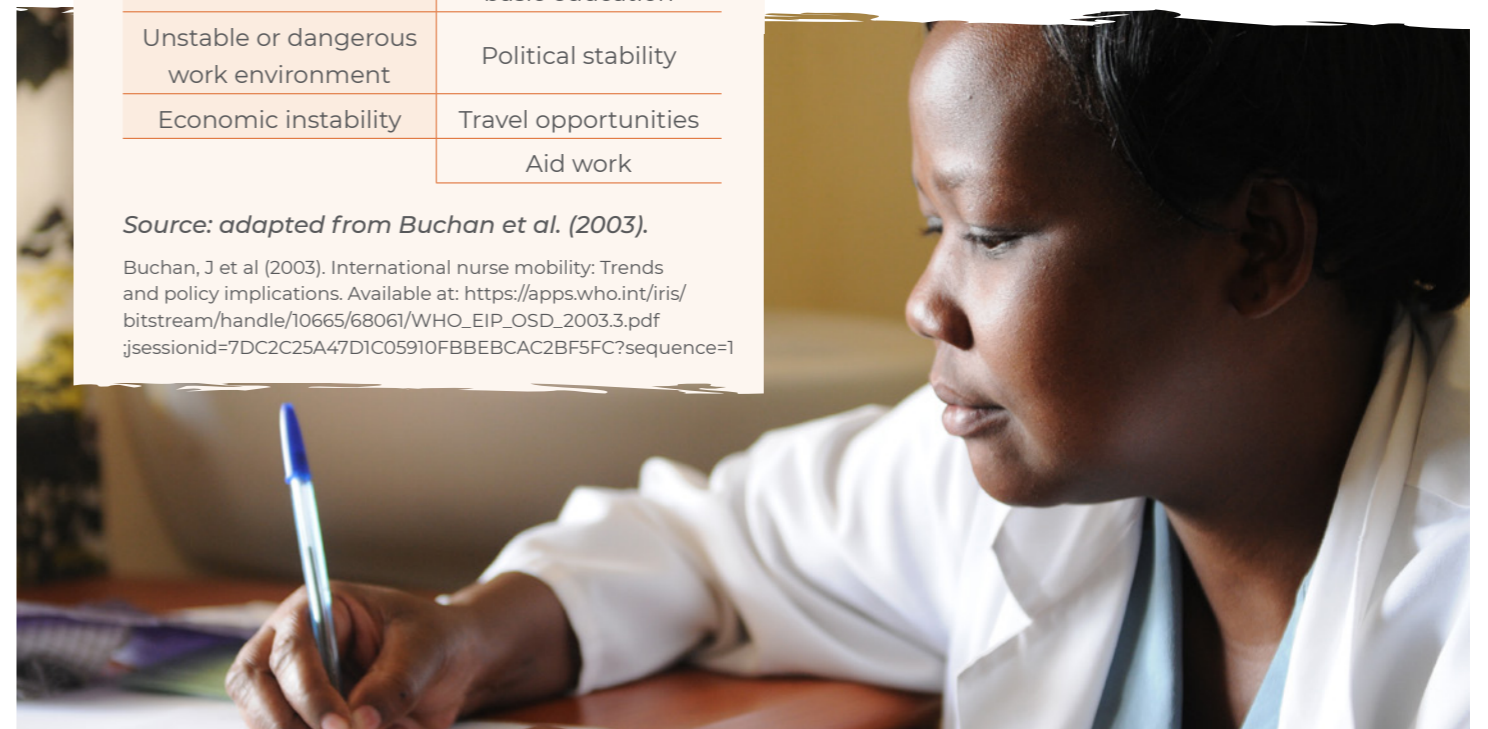 basic education
Unstable or dangerous
work environment
Political stability
Economic instability
Travel opportunities
Aid work
Source: adapted from Buchan et al. (2003).
Buchan, J et al (2003). International nurse mobility: Trends
and policy implications. Available at: https://apps.who.int/iris/
bitstream/handle/10665/68061/WHO_EIP_OSD_2003.3.pdf
;jsessionid=7DC2C25A47D1C05910FBBEBCAC2BF5FC?sequence=1